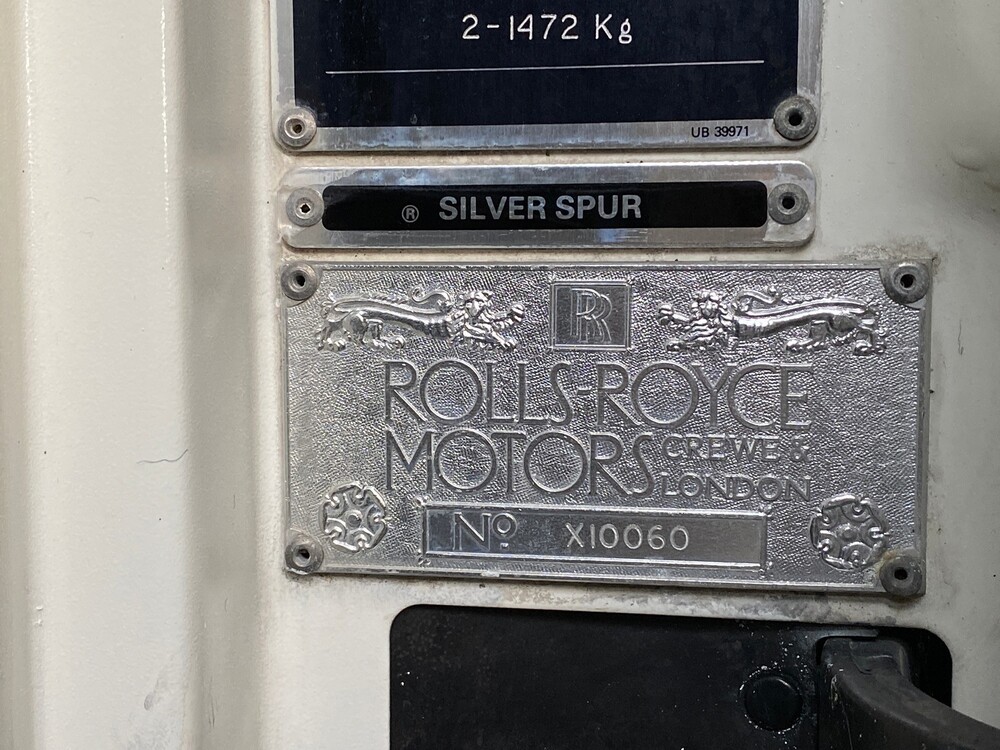 2-1472 Kg
UB 39971
® SILVER SPUR
RR
ROLLS-ROYCE
MOTORS CREWE &
LONDON
Nº X10060